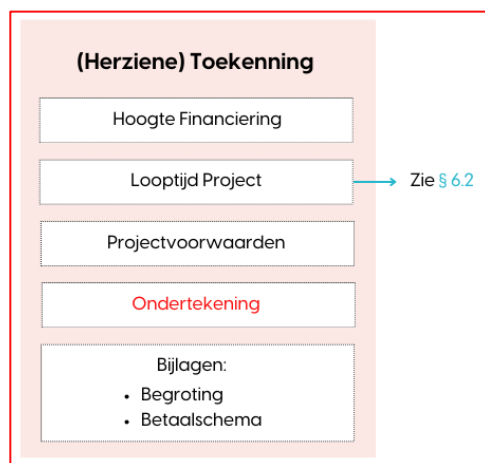 (Herziene) Toekenning
Hoogte Financiering
Looptijd Project
Zie § 6.2
Projectvoorwaarden
Ondertekening
Bijlagen:
• Begroting
• Betaalschema